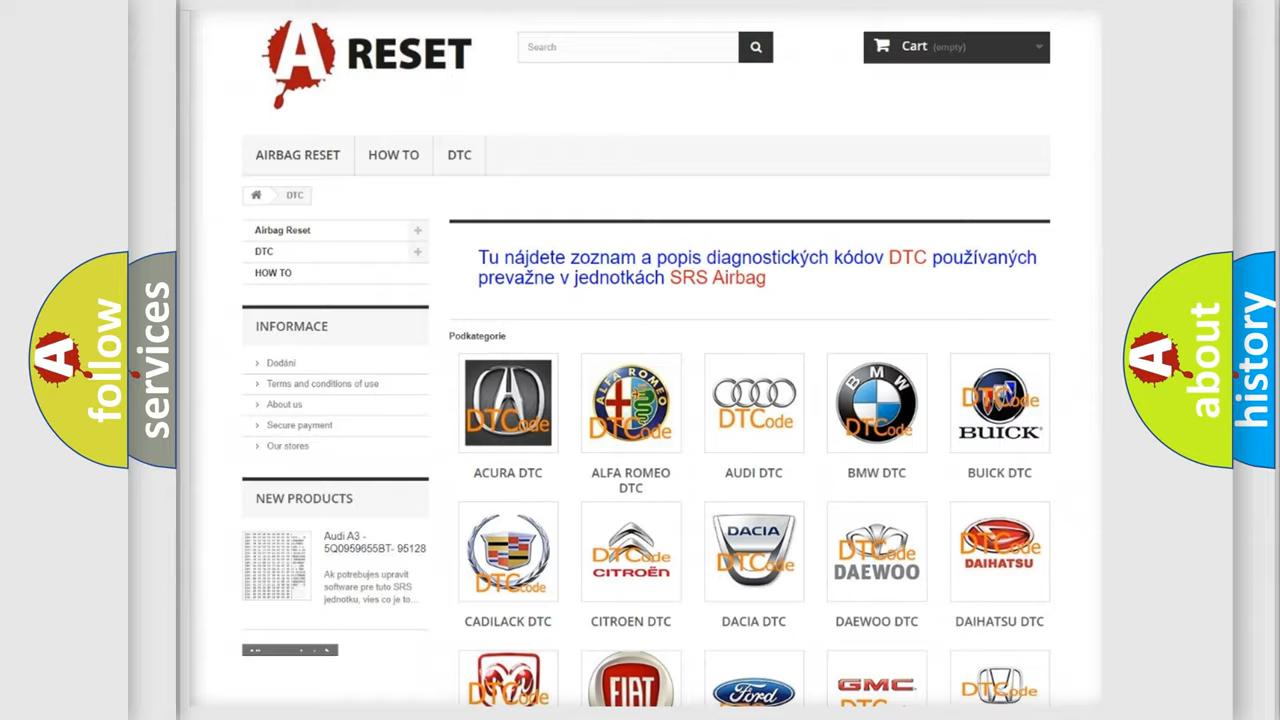 A RESET
Search
Cart (empty)
AIRBAG RESET
HOW TO
DTC
DTC
Airbag Reset
DTC
HOW TO
INFORMACE
Dodání
Terms and conditions of use
About us
Secure payment
Our stores
NEW PRODUCTS
Audi A3 -
5Q0959655BT- 95128
Ak potrebujes upravit
software pre tuto SRS
jednotku, vies co je to...
Tu nájdete zoznam a popis diagnostických kódov DTC používaných
prevažne v jednotkách SRS Airbag
Podkategorie
DTCode
ALFA ROMEO
DTCode
DTCode
BMW
DTCode
DTCode
BUICK
ACURA DTC
ALFA ROMEO
DTC
AUDI DTC
BMW DTC
BUICK DTC
DTCode
DTCode
CITROËN
DACIA
DTCode
DTCode
DAEWOO
DTCode
DAIHATSU
CADILACK DTC
CITROEN DTC
DACIA DTC
DAEWOO DTC
DAIHATSU DTC
DTCode
FIAT
Ford
GMC
DTCode
A follow
services
A about
history